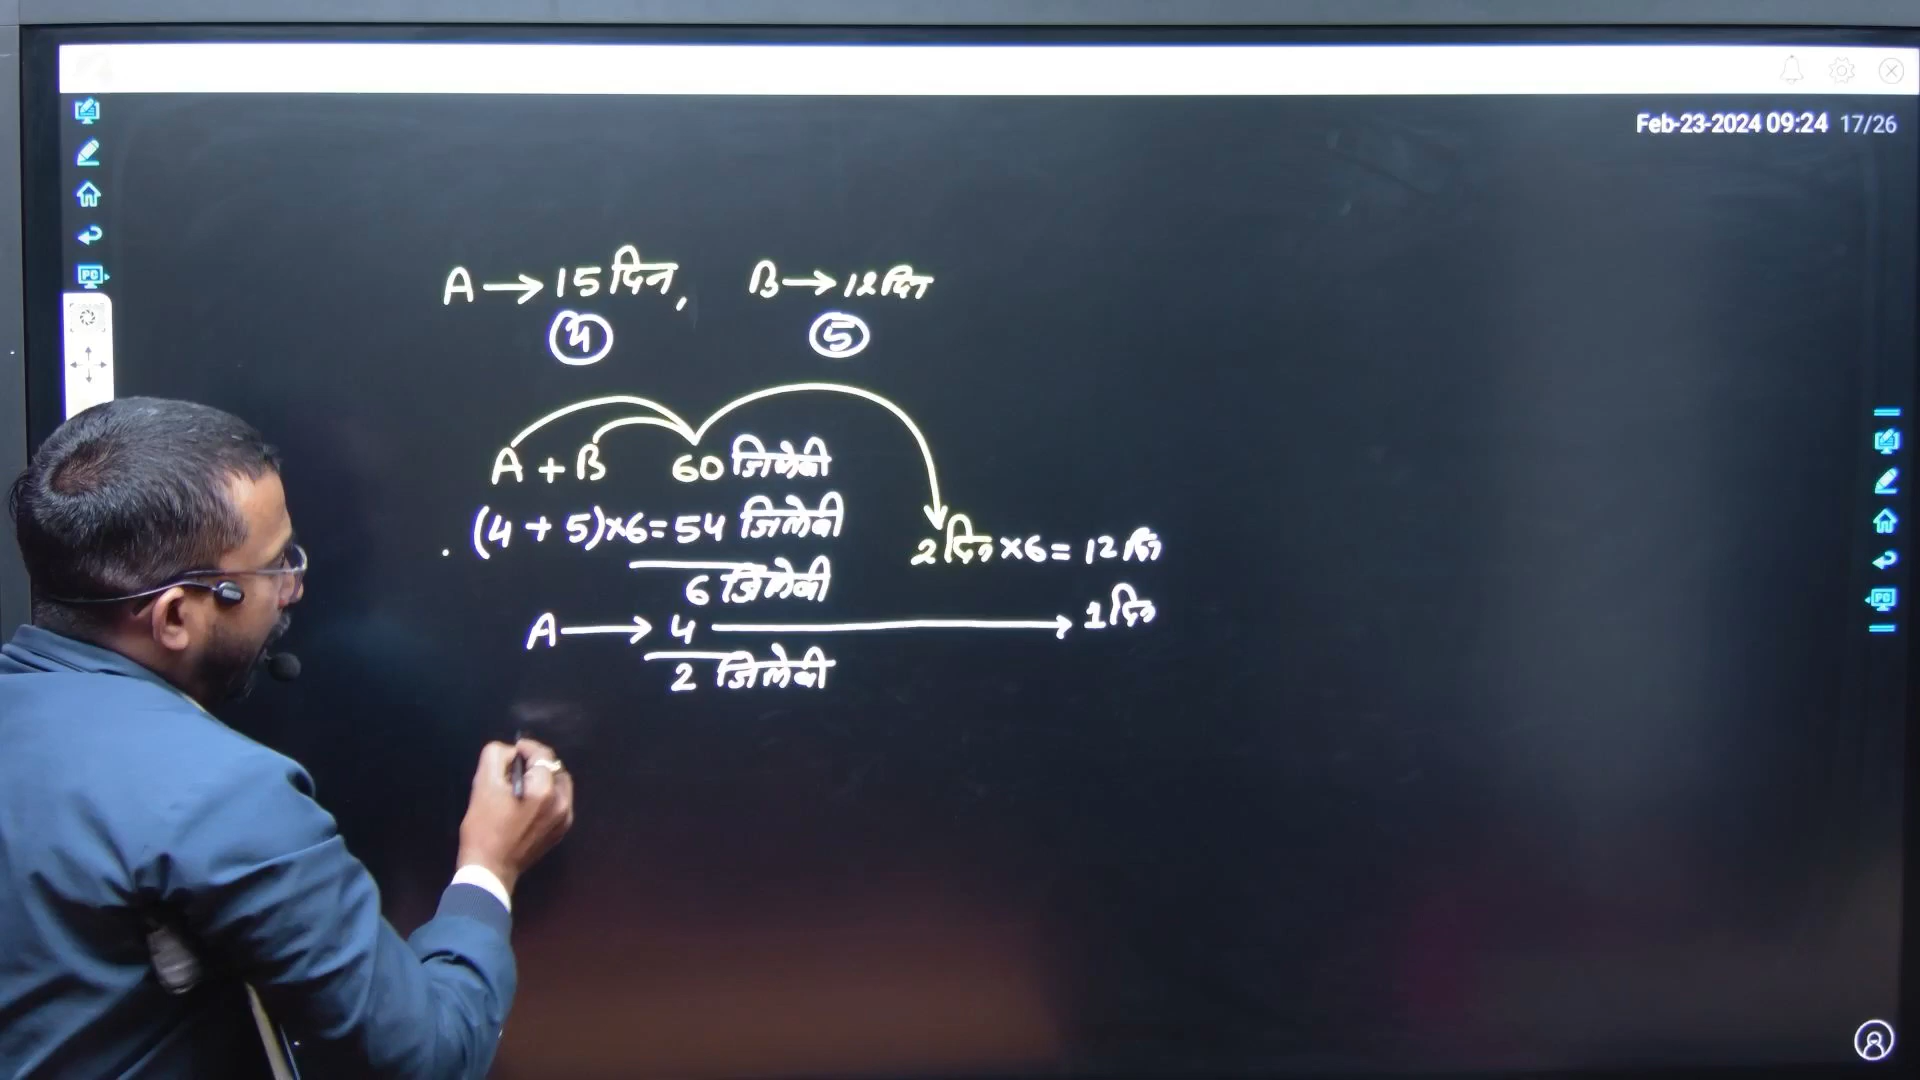 Feb-23-2024 09:24 17/26
A → 15 दिन, B → 12 दिन
4 5
A + B 60 जिलेबी
(4 + 5)×6 = 54 जिलेबी
2 दिन × 6 = 12 दिन
6 जिलेबी
A → 4 → 1 दिन
2 जिलेबी